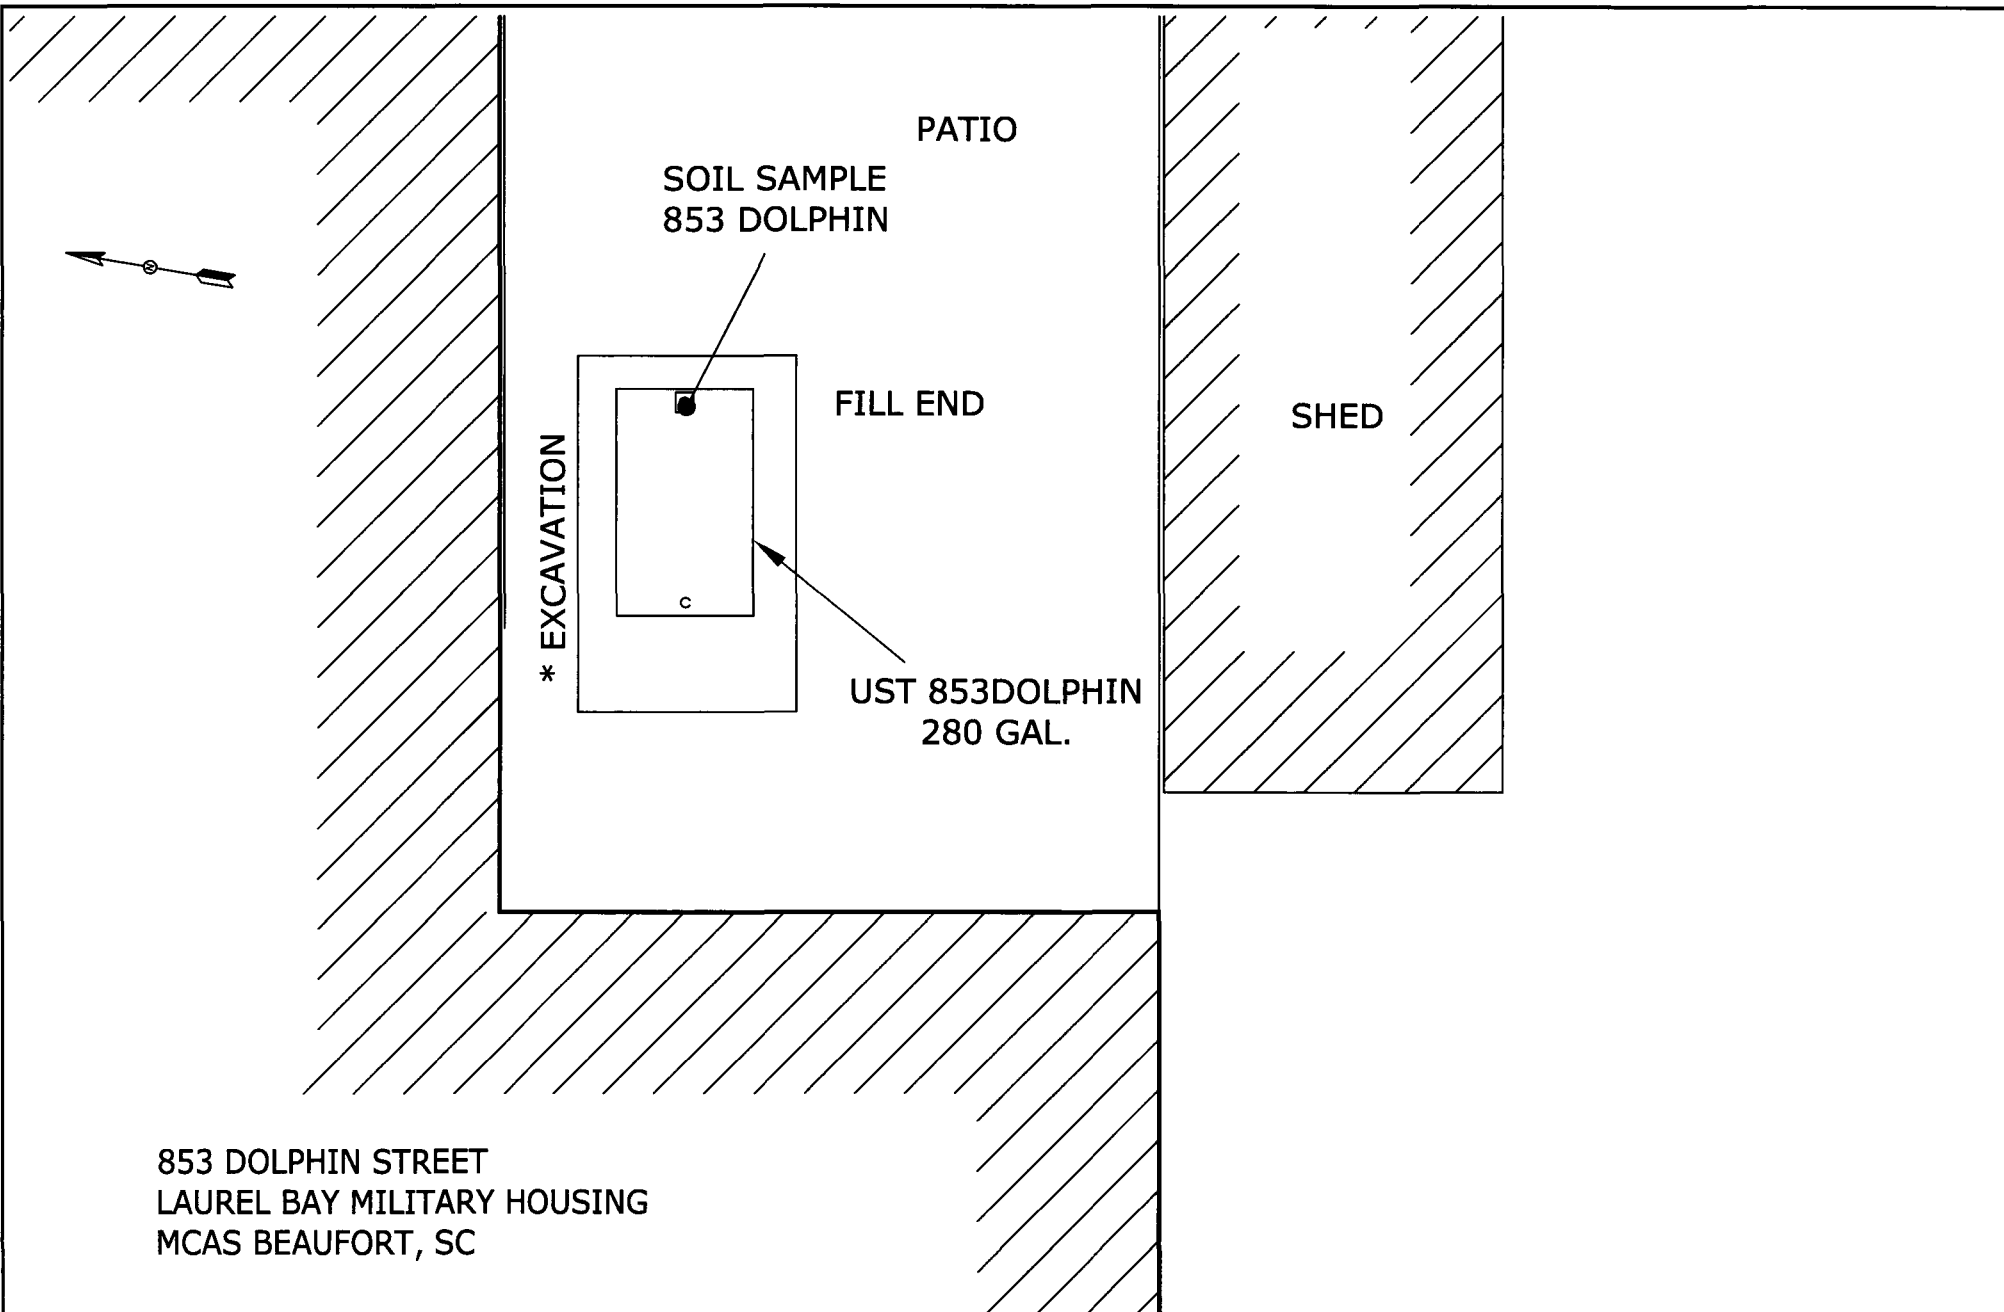 PATIO
SOIL SAMPLE
853 DOLPHIN
N
FILL END
SHED
* EXCAVATION
C
UST 853DOLPHIN
280 GAL.
853 DOLPHIN STREET
LAUREL BAY MILITARY HOUSING
MCAS BEAUFORT, SC